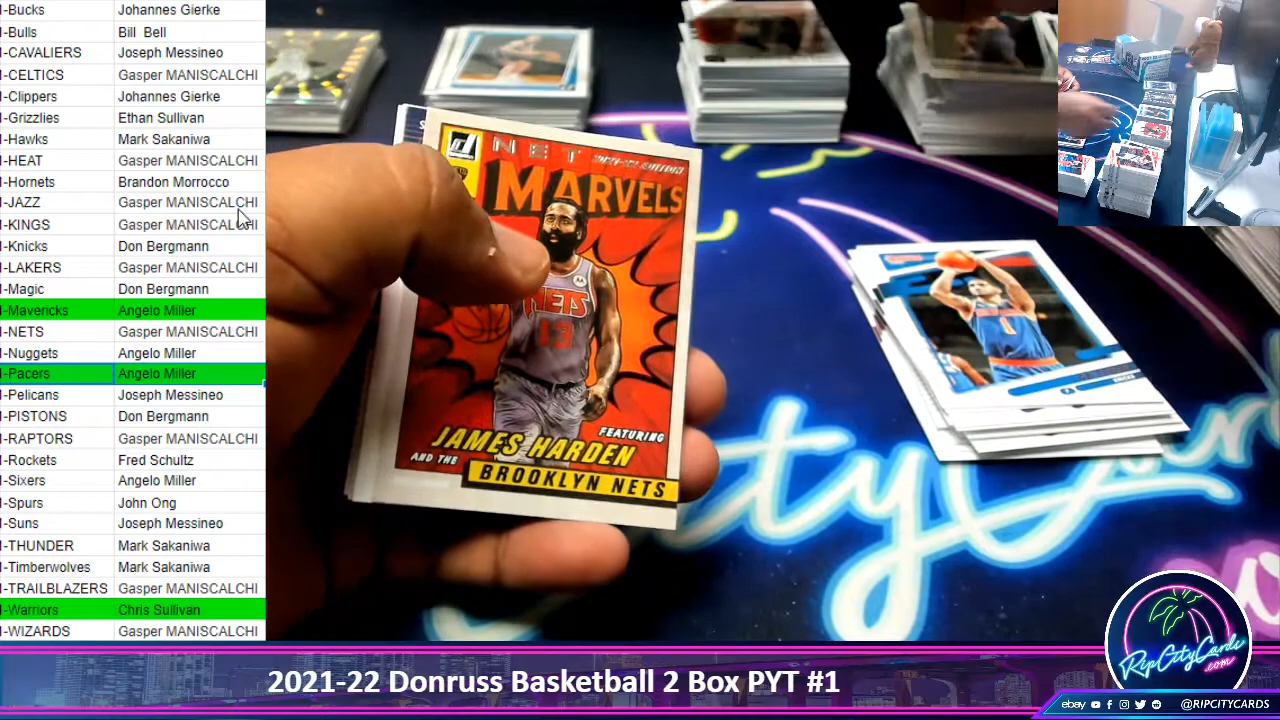 I-Bucks Johannes Gierke
I-Bulls Bill Bell
I-CAVALIERS Joseph Messineo
I-CELTICS Gasper MANISCALCHI
I-Clippers Johannes Gierke
I-Grizzlies Ethan Sullivan
I-Hawks Mark Sakaniwa
I-HEAT Gasper MANISCALCHI
I-Hornets Brandon Morrocco
I-JAZZ Gasper MANISCALCHI
I-KINGS Gasper MANISCALCHI
I-Knicks Don Bergmann
I-LAKERS Gasper MANISCALCHI
I-Magic Don Bergmann
I-Mavericks Angelo Miller
I-NETS Gasper MANISCALCHI
I-Nuggets Angelo Miller
I-Pacers Angelo Miller
I-Pelicans Joseph Messineo
I-PISTONS Don Bergmann
I-RAPTORS Gasper MANISCALCHI
I-Rockets Fred Schultz
I-Sixers Angelo Miller
I-Spurs John Ong
I-Suns Joseph Messineo
I-THUNDER Mark Sakaniwa
I-Timberwolves Mark Sakaniwa
I-TRAILBLAZERS Gasper MANISCALCHI
I-Warriors Chris Sullivan
I-WIZARDS Gasper MANISCALCHI
NET
MARVELS
NETS
13
FEATURING
JAMES HARDEN
AND THE
BROOKLYN NETS
1
City
RipCityCards
.com
2021-22 Donruss Basketball 2 Box PYT #1
ebay @RIPCITYCARDS